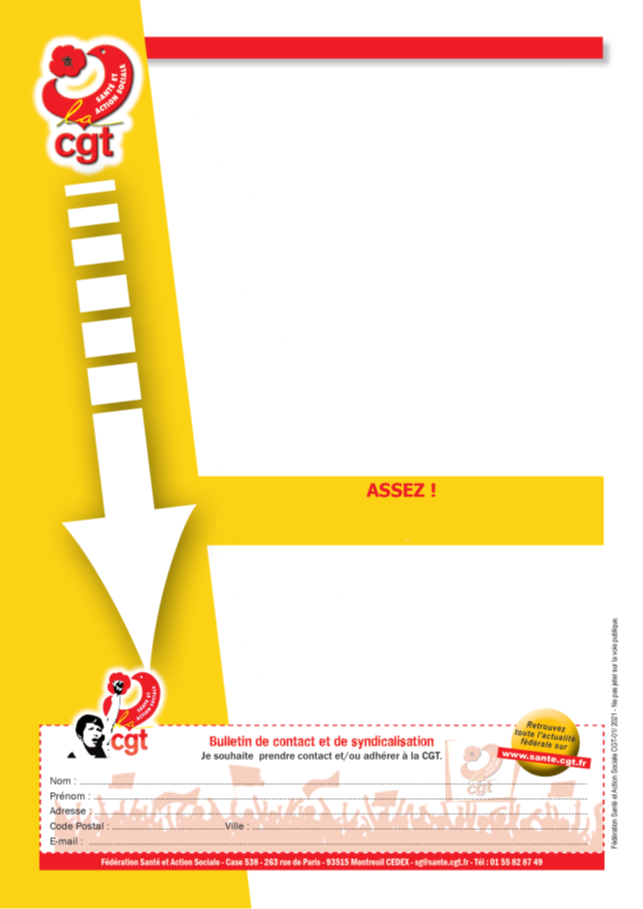 SANTÉ ET
ACTION SOCIALE
la
cgt
ASSEZ !
SANTÉ ET
ACTION SOCIALE
la
cgt
Bulletin de contact et de syndicalisation
Je souhaite prendre contact et/ou adhérer à la CGT.
Retrouvez
toute l'actualité
fédérale sur
www.sante.cgt.fr
cgt
Nom :
Prénom :
Adresse :
Code Postal : Ville :
E-mail :
Fédération Santé et Action Sociale - Case 538 - 263 rue de Paris - 93515 Montreuil CEDEX - sg@sante.cgt.fr - Tél : 01 55 82 87 49
Fédération Santé et Action Sociale CGT-01/ 2021 - Ne pas jeter sur la voie publique.